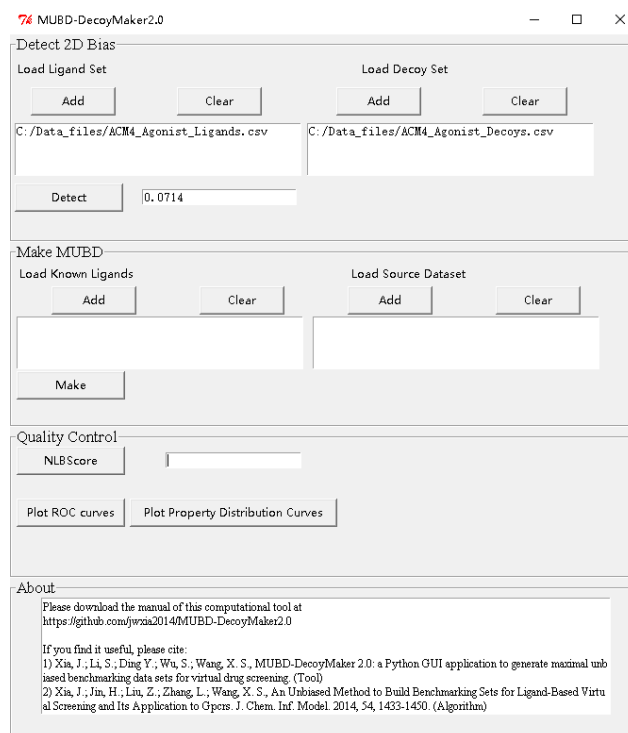 MUBD-DecoyMaker2.0
Detect 2D Bias
Load Ligand Set Load Decoy Set
Add Clear Add Clear
C:/Data_files/ACM4_Agonist_Ligands.csv C:/Data_files/ACM4_Agonist_Decoys.csv
Detect 0.0714
Make MUBD
Load Known Ligands Load Source Dataset
Add Clear Add Clear
Make
Quality Control
NLBScore
Plot ROC curves Plot Property Distribution Curves
About
Please download the manual of this computational tool at
https://github.com/jwxia2014/MUBD-DecoyMaker2.0
If you find it useful, please cite:
1) Xia, J.; Li, S.; Ding Y.; Wu, S.; Wang, X. S., MUBD-DecoyMaker 2.0: a Python GUI application to generate maximal unb
iased benchmarking data sets for virtual drug screening. (Tool)
2) Xia, J.; Jin, H.; Liu, Z.; Zhang, L.; Wang, X. S., An Unbiased Method to Build Benchmarking Sets for Ligand-Based Virtu
al Screening and Its Application to Gpcrs. J. Chem. Inf. Model. 2014, 54, 1433-1450. (Algorithm)